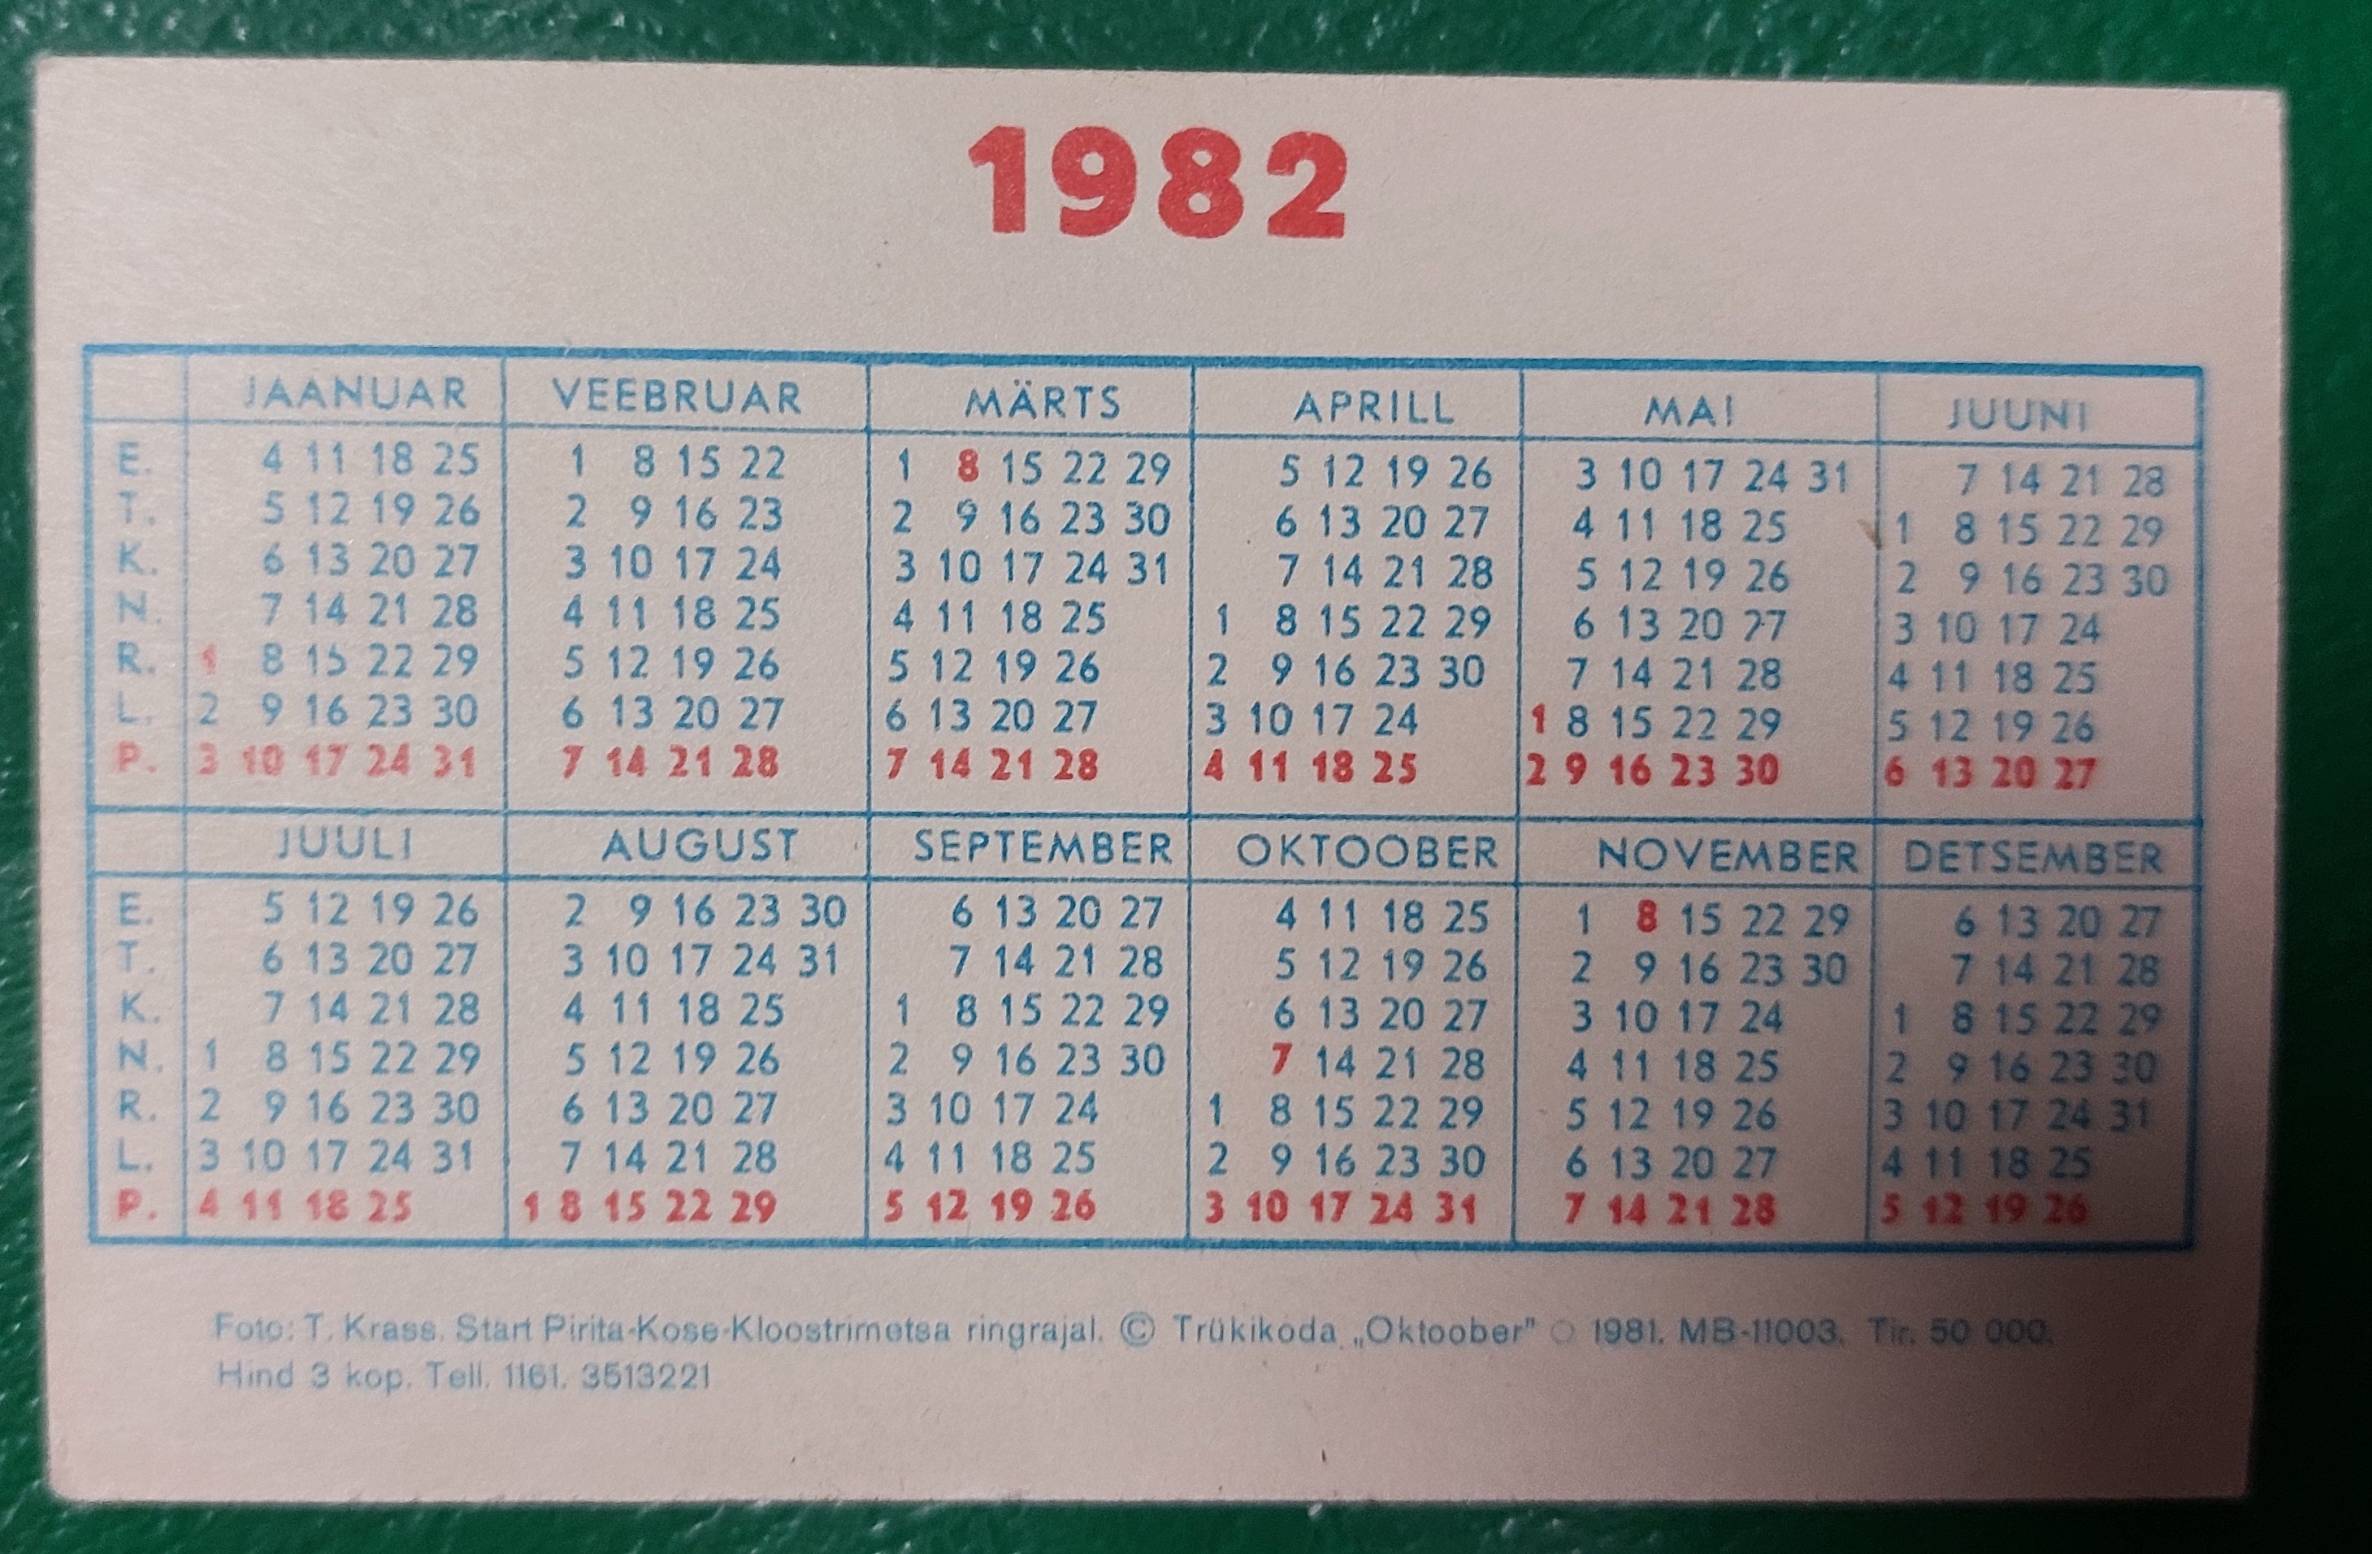 1982
JAANUAR VEEBRUAR MÄRTS APRILL MAI JUUNI
E. 4 11 18 25 1 8 15 22 1 8 15 22 29 5 12 19 26 3 10 17 24 31 7 14 21 28
T. 5 12 19 26 2 9 16 23 2 9 16 23 30 6 13 20 27 4 11 18 25 1 8 15 22 29
K. 6 13 20 27 3 10 17 24 3 10 17 24 31 7 14 21 28 5 12 19 26 2 9 16 23 30
N. 7 14 21 28 4 11 18 25 4 11 18 25 1 8 15 22 29 6 13 20 27 3 10 17 24
R. 1 8 15 22 29 5 12 19 26 5 12 19 26 2 9 16 23 30 7 14 21 28 4 11 18 25
L. 2 9 16 23 30 6 13 20 27 6 13 20 27 3 10 17 24 1 8 15 22 29 5 12 19 26
P. 3 10 17 24 31 7 14 21 28 7 14 21 28 4 11 18 25 2 9 16 23 30 6 13 20 27
JUULI AUGUST SEPTEMBER OKTOOBER NOVEMBER DETSEMBER
E. 5 12 19 26 2 9 16 23 30 6 13 20 27 4 11 18 25 1 8 15 22 29 6 13 20 27
T. 6 13 20 27 3 10 17 24 31 7 14 21 28 5 12 19 26 2 9 16 23 30 7 14 21 28
K. 7 14 21 28 4 11 18 25 1 8 15 22 29 6 13 20 27 3 10 17 24 1 8 15 22 29
N. 1 8 15 22 29 5 12 19 26 2 9 16 23 30 7 14 21 28 4 11 18 25 2 9 16 23 30
R. 2 9 16 23 30 6 13 20 27 3 10 17 24 1 8 15 22 29 5 12 19 26 3 10 17 24 31
L. 3 10 17 24 31 7 14 21 28 4 11 18 25 2 9 16 23 30 6 13 20 27 4 11 18 25
P. 4 11 18 25 1 8 15 22 29 5 12 19 26 3 10 17 24 31 7 14 21 28 5 12 19 26
Foto: T. Krass. Start Pirita-Kose-Kloostrimetsa ringrajal. © Trükikoda „Oktoober" ○ 1981. MB-11003. Tir. 50 000.
Hind 3 kop. Tell. 1161. 3513221